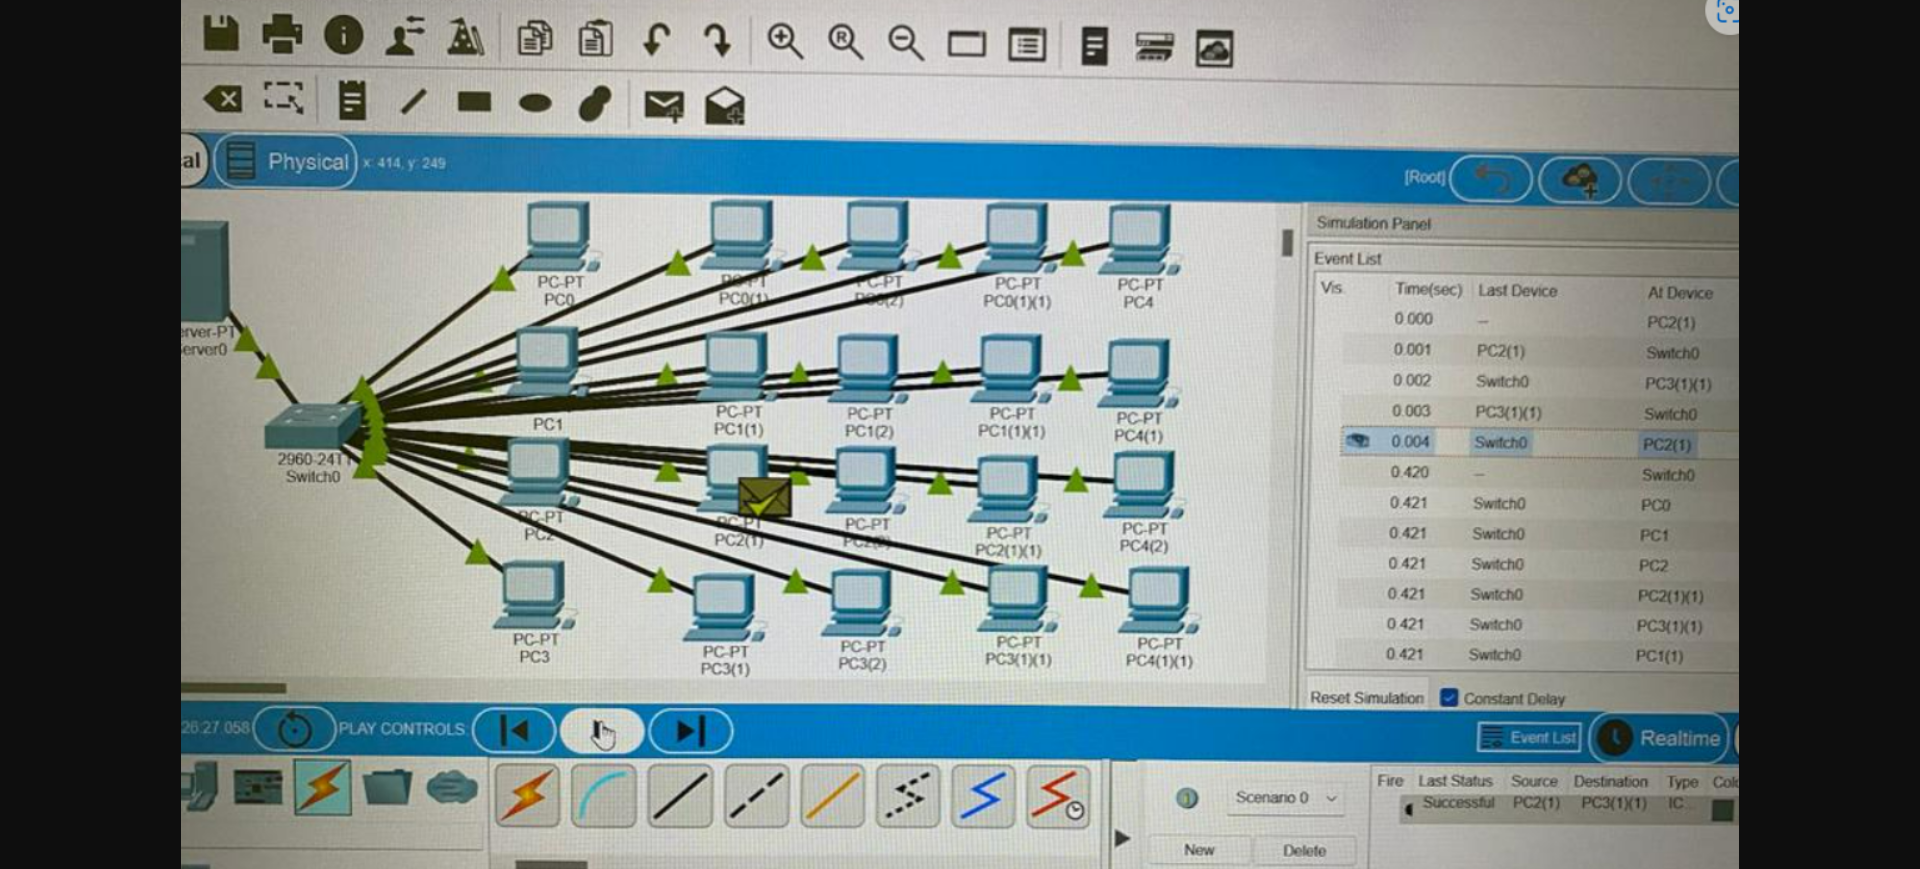 al Physical x: 414, y: 249
[Root]
Simulation Panel
Event List
Vis. Time(sec) Last Device At Device
0.000 -- PC2(1)
0.001 PC2(1) Switch0
0.002 Switch0 PC3(1)(1)
0.003 PC3(1)(1) Switch0
0.004 Switch0 PC2(1)
0.420 -- Switch0
0.421 Switch0 PC0
0.421 Switch0 PC1
0.421 Switch0 PC2
0.421 Switch0 PC2(1)(1)
0.421 Switch0 PC3(1)(1)
0.421 Switch0 PC1(1)
Reset Simulation Constant Delay
erver-PT
erver0
2960-24TT
Switch0
PC-PT
PC0
PC-PT
PC0(1)
PC-PT
PC0(2)
PC-PT
PC0(1)(1)
PC-PT
PC4
PC1
PC-PT
PC1(1)
PC-PT
PC1(2)
PC-PT
PC1(1)(1)
PC-PT
PC4(1)
PC-PT
PC2
PC-PT
PC2(1)
PC-PT
PC2(2)
PC-PT
PC2(1)(1)
PC-PT
PC4(2)
PC-PT
PC3
PC-PT
PC3(1)
PC-PT
PC3(2)
PC-PT
PC3(1)(1)
PC-PT
PC4(1)(1)
26:27.058 PLAY CONTROLS:
Event List Realtime
Scenario 0
New Delete
Fire Last Status Source Destination Type Colo
Successful PC2(1) PC3(1)(1) IC...